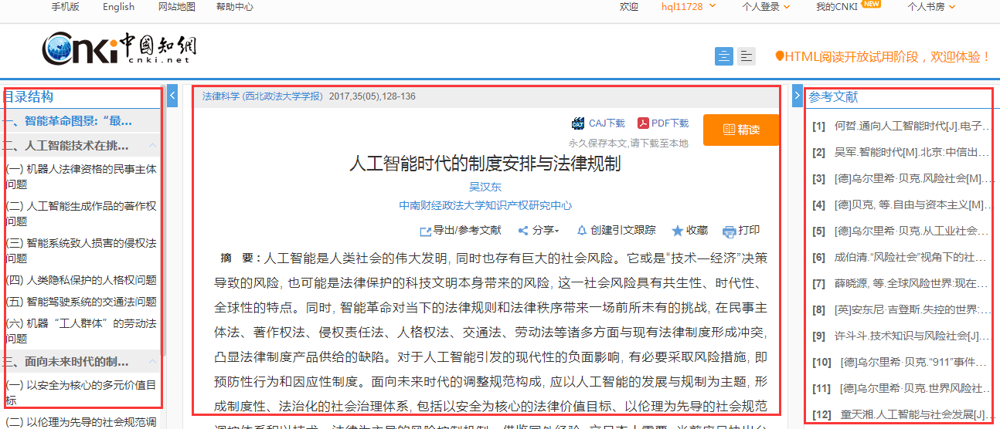 手机版 English 网站地图 帮助中心 欢迎 hql11728 个人登录 我的CNKI NEW 个人书房
Cnki中國知網
cnki.net
HTML阅读开放试用阶段，欢迎体验！
目录结构
一、智能革命图景:“最...
二、人工智能技术在挑...
(一) 机器人法律资格的民事主体
问题
(二) 人工智能生成作品的著作权
问题
(三) 智能系统致人损害的侵权法
问题
(四) 人类隐私保护的人格权问题
(五) 智能驾驶系统的交通法问题
(六) 机器“工人群体”的劳动法
问题
三、面向未来时代的制...
(一) 以安全为核心的多元价值目
标
(二) 以伦理为先导的社会规范调
法律科学 (西北政法大学学报) 2017,35(05),128-136
CAJ下载 PDF下载 精读
永久保存本文,请下载至本地
人工智能时代的制度安排与法律规制
吴汉东
中南财经政法大学知识产权研究中心
导出/参考文献 分享 创建引文跟踪 收藏 打印
摘 要:人工智能是人类社会的伟大发明, 同时也存有巨大的社会风险。它或是“技术—经济”决策
导致的风险, 也可能是法律保护的科技文明本身带来的风险, 这一社会风险具有共生性、时代性、
全球性的特点。同时, 智能革命对当下的法律规则和法律秩序带来一场前所未有的挑战, 在民事主
体法、著作权法、侵权责任法、人格权法、交通法、劳动法等诸多方面与现有法律制度形成冲突,
凸显法律制度产品供给的缺陷。对于人工智能引发的现代性的负面影响, 有必要采取风险措施, 即
预防性行为和因应性制度。面向未来时代的调整规范构成, 应以人工智能的发展与规制为主题, 形
成制度性、法治化的社会治理体系, 包括以安全为核心的法律价值目标、以伦理为先导的社会规范
参考文献
[1] 何哲.通向人工智能时代[J].电子...
[2] 吴军.智能时代[M].北京:中信出...
[3] [德]乌尔里希·贝克.风险社会[M]....
[4] [德]贝克, 等.自由与资本主义[M]...
[5] [德]乌尔里希·贝克.从工业社会...
[6] 成伯清.“风险社会”视角下的社...
[7] 薛晓源, 等.全球风险世界:现在...
[8] [英]安东尼·吉登斯.失控的世界:...
[9] 许斗斗.技术知识与风险社会[J]....
[10] [德]乌尔里希·贝克.“911”事件...
[11] [德]乌尔里希·贝克.世界风险社...
[12] 童天湘.人工智能与社会发展[J]...